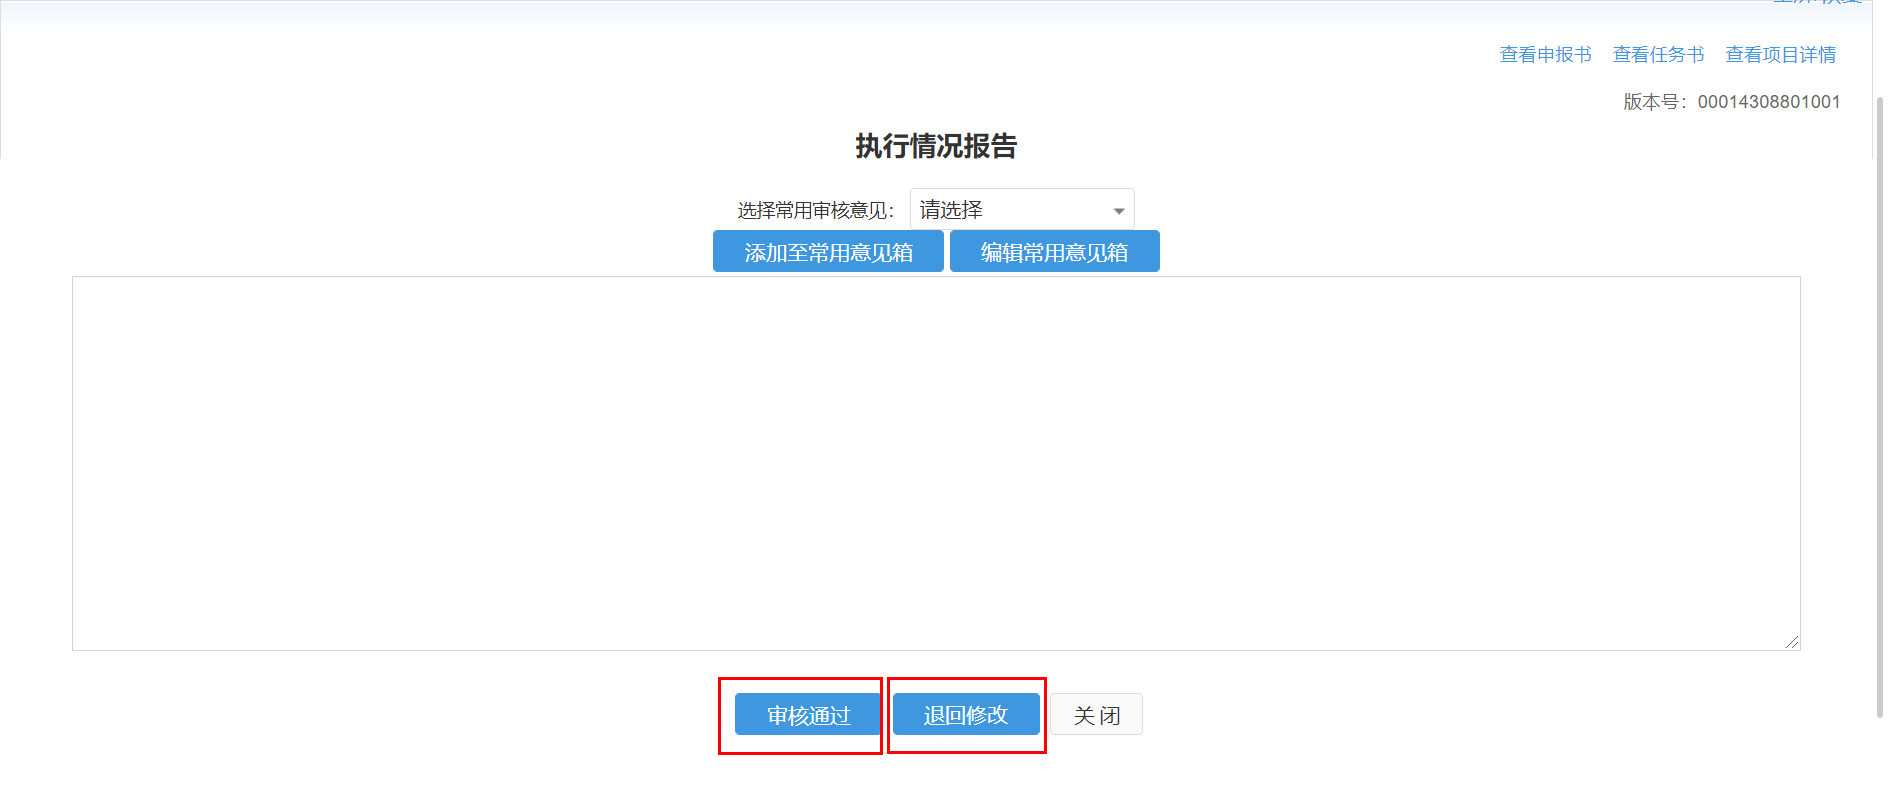 查看申报书 查看任务书 查看项目详情
版本号：00014308801001
执行情况报告
选择常用审核意见： 请选择
添加至常用意见箱 编辑常用意见箱
审核通过 退回修改 关 闭